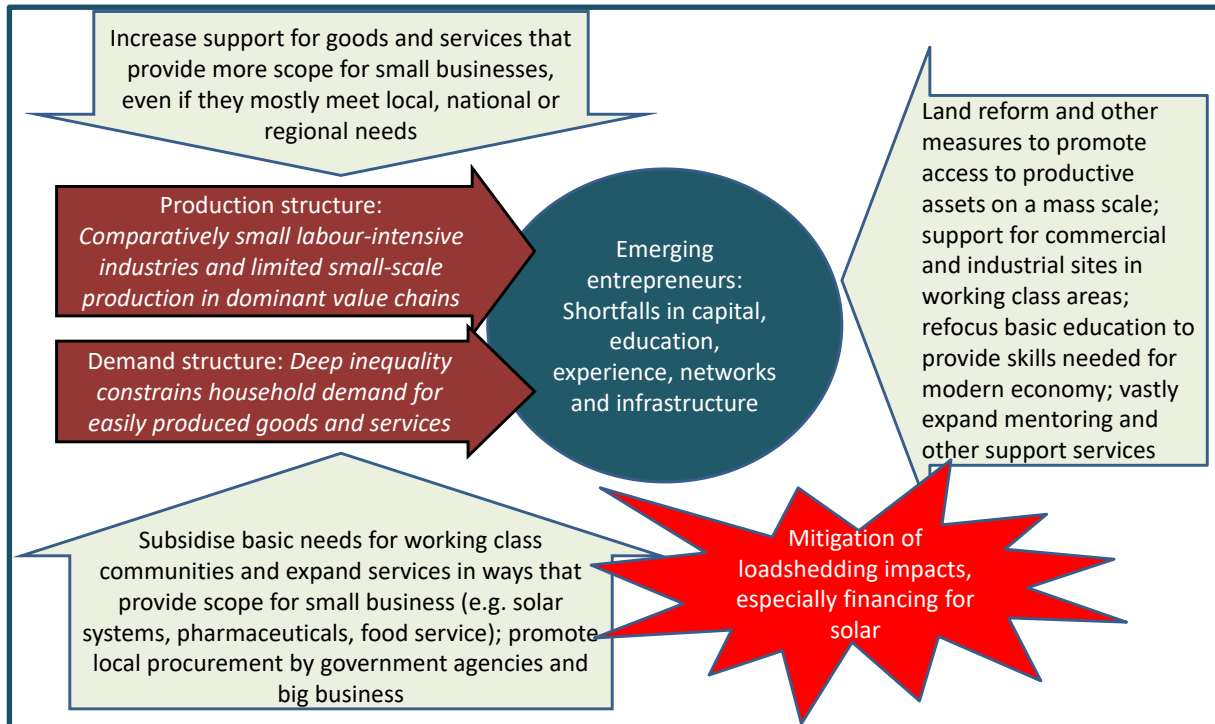 Increase support for goods and services that
provide more scope for small businesses,
even if they mostly meet local, national or
regional needs
Production structure:
Comparatively small labour-intensive
industries and limited small-scale
production in dominant value chains
Demand structure: Deep inequality
constrains household demand for
easily produced goods and services
Emerging
entrepreneurs:
Shortfalls in capital,
education,
experience, networks
and infrastructure
Land reform and other
measures to promote
access to productive
assets on a mass scale;
support for commercial
and industrial sites in
working class areas;
refocus basic education to
provide skills needed for
modern economy; vastly
expand mentoring and
other support services
Subsidise basic needs for working class
communities and expand services in ways that
provide scope for small business (e.g. solar
systems, pharmaceuticals, food service); promote
local procurement by government agencies and
big business
Mitigation of
loadshedding impacts,
especially financing for
solar